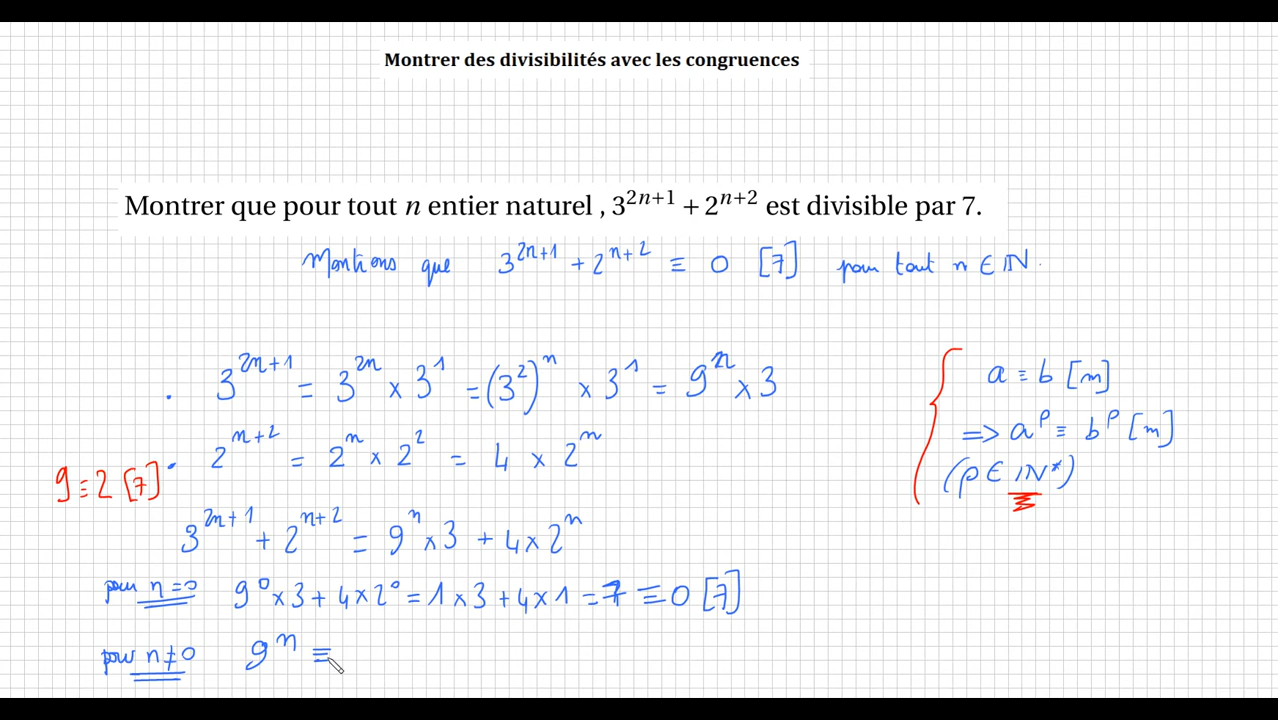 Montrer des divisibilités avec les congruences
Montrer que pour tout n entier naturel , 3^{2n+1} + 2^{n+2} est divisible par 7.
Montrons que 3^{2n+1} + 2^{n+2} ≡ 0 [7] pour tout n ∈ ℕ.
. 3^{2n+1} = 3^{2n} × 3^1 = (3^2)^n × 3^1 = 9^n × 3
. 2^{n+2} = 2^n × 2^2 = 4 × 2^n
9 ≡ 2 [7]
3^{2n+1} + 2^{n+2} = 9^n × 3 + 4 × 2^n
pour n = 0 9^0 × 3 + 4 × 2^0 = 1 × 3 + 4 × 1 = 7 ≡ 0 [7]
pour n ≠ 0 9^n ≡
a ≡ b [m]
=> a^p ≡ b^p [m]
(p ∈ ℕ*)